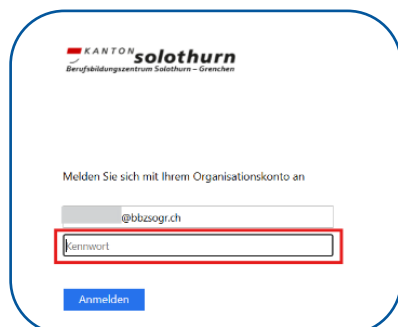 KANTON solothurn
Berufsbildungszentrum Solothurn – Grenchen
Melden Sie sich mit Ihrem Organisationskonto an
@bbzsogr.ch
Kennwort
Anmelden